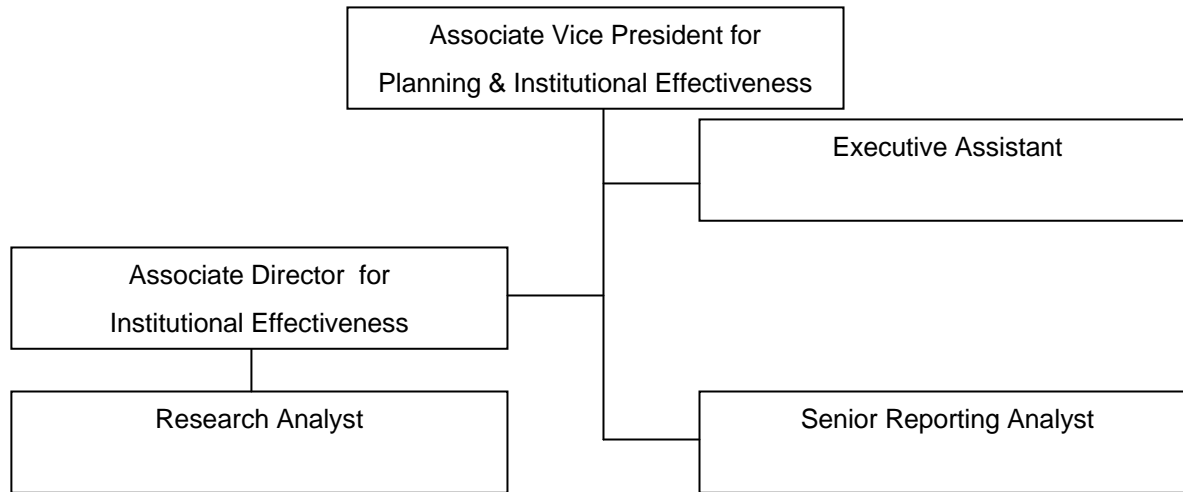 Associate Vice President for
Planning & Institutional Effectiveness
Executive Assistant
Associate Director  for
Institutional Effectiveness
Research Analyst
Senior Reporting Analyst